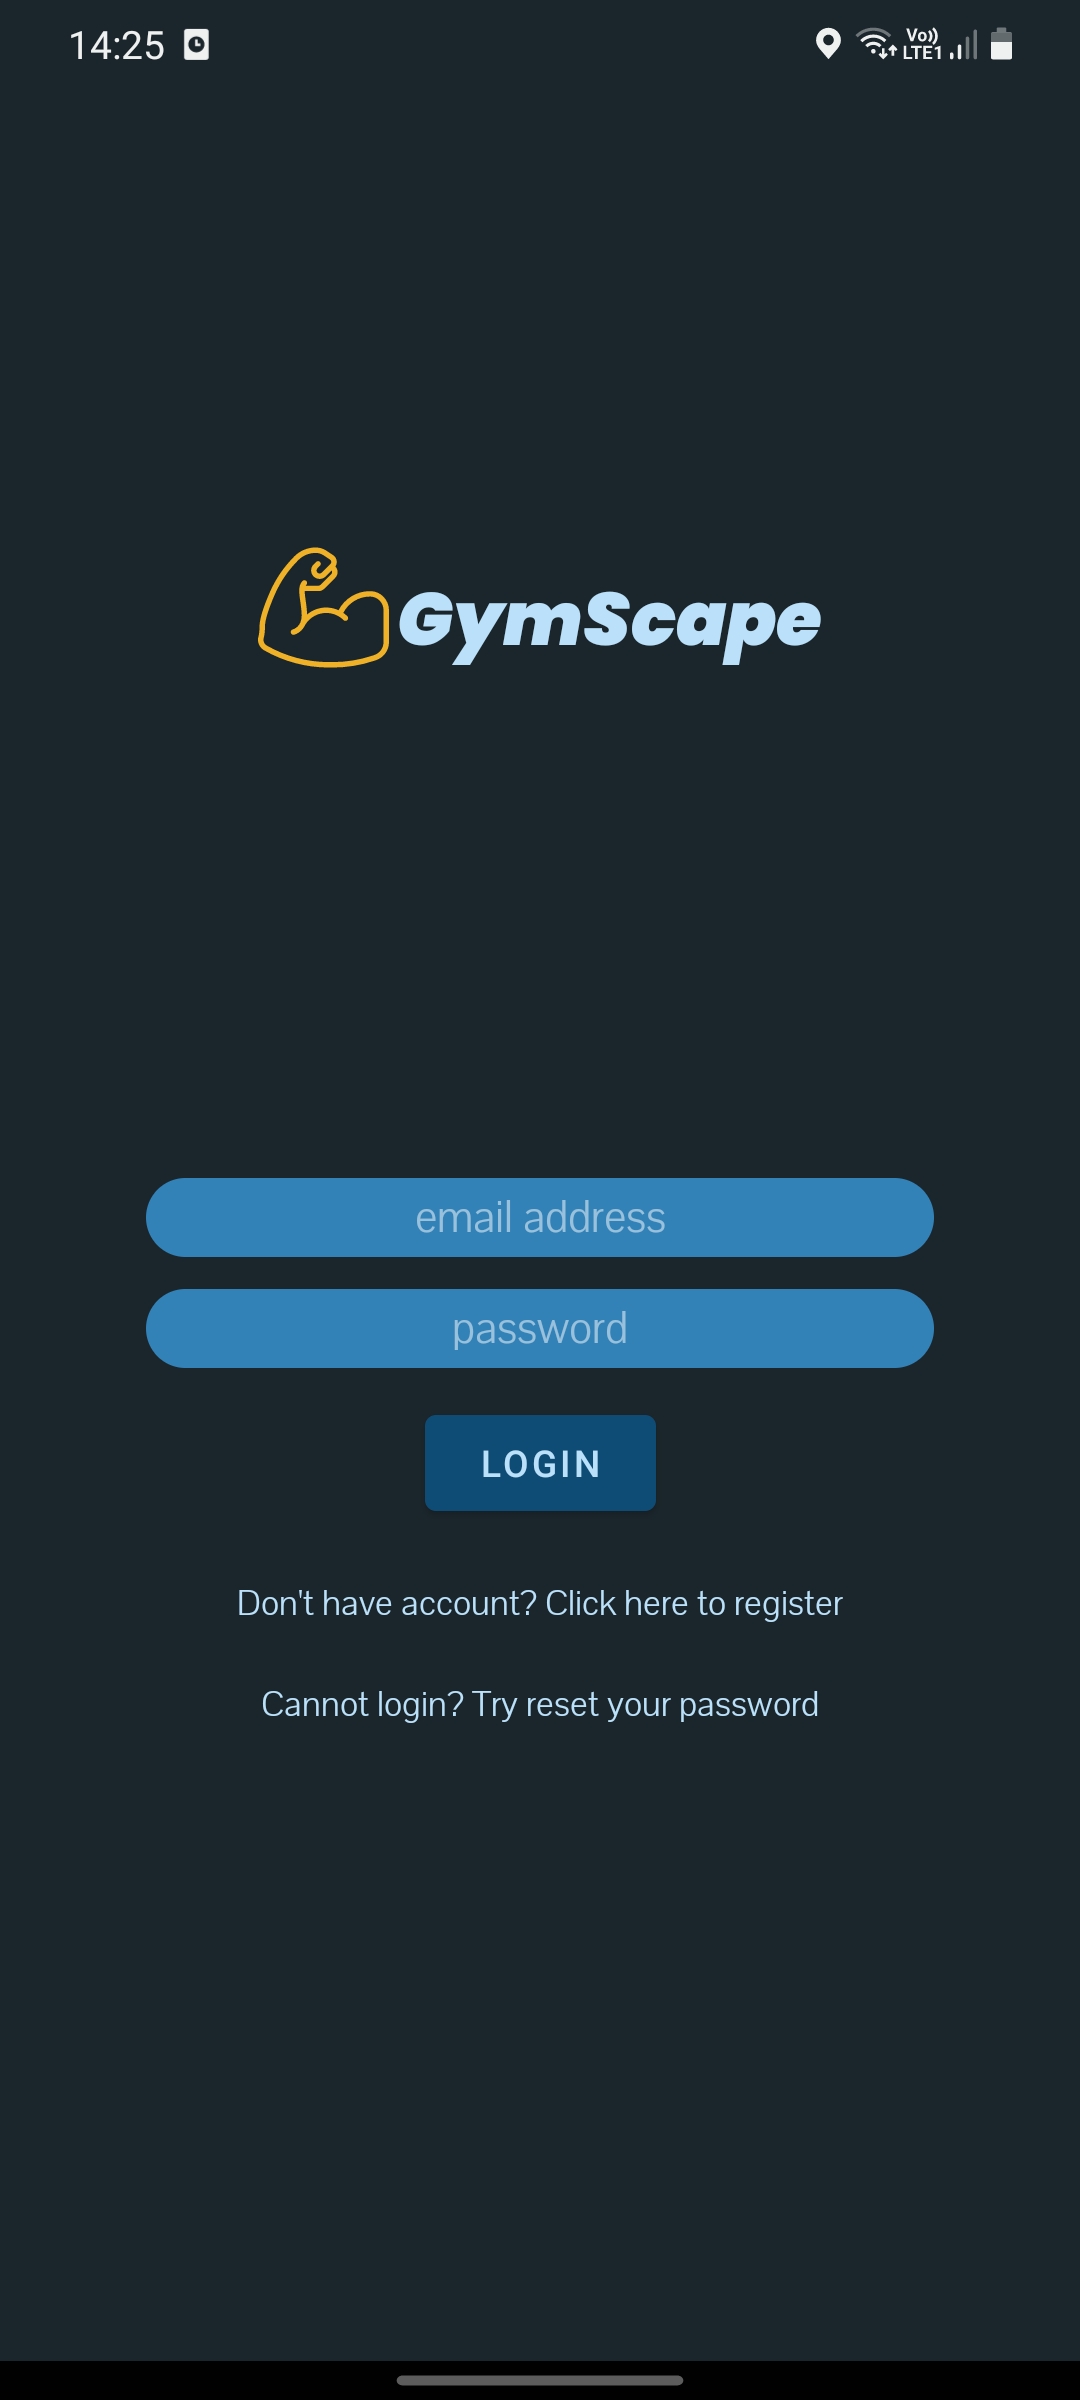 14:25
Vo))
LTE1
GymScape
email address
password
LOGIN
Don't have account? Click here to register
Cannot login? Try reset your password